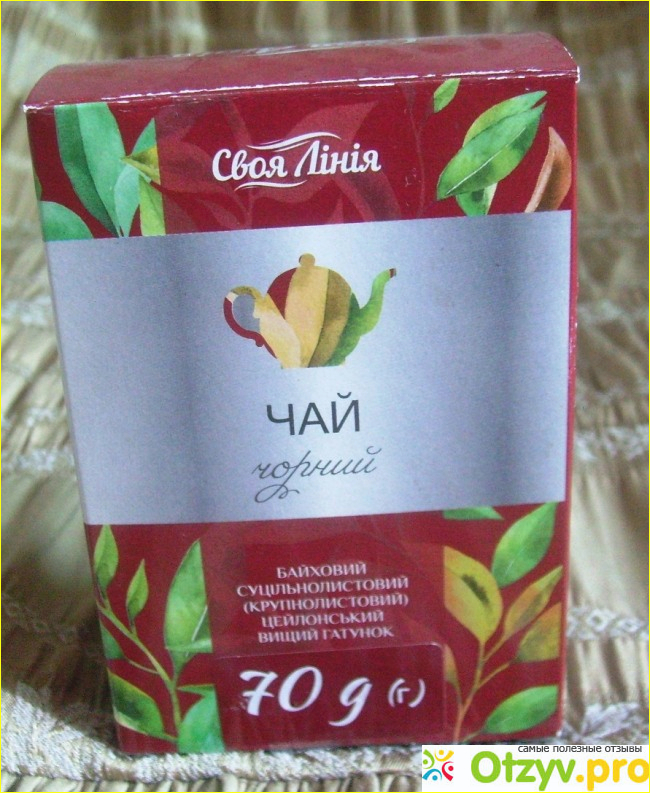 Своя Лінія
ЧАЙ
чорний
БАЙХОВИЙ
СУЦІЛЬНОЛИСТОВИЙ
(КРУПНОЛИСТОВИЙ)
ЦЕЙЛОНСЬКИЙ
ВИЩИЙ ГАТУНОК
70 g (г)
самые полезные отзывы
Otzyv.pro